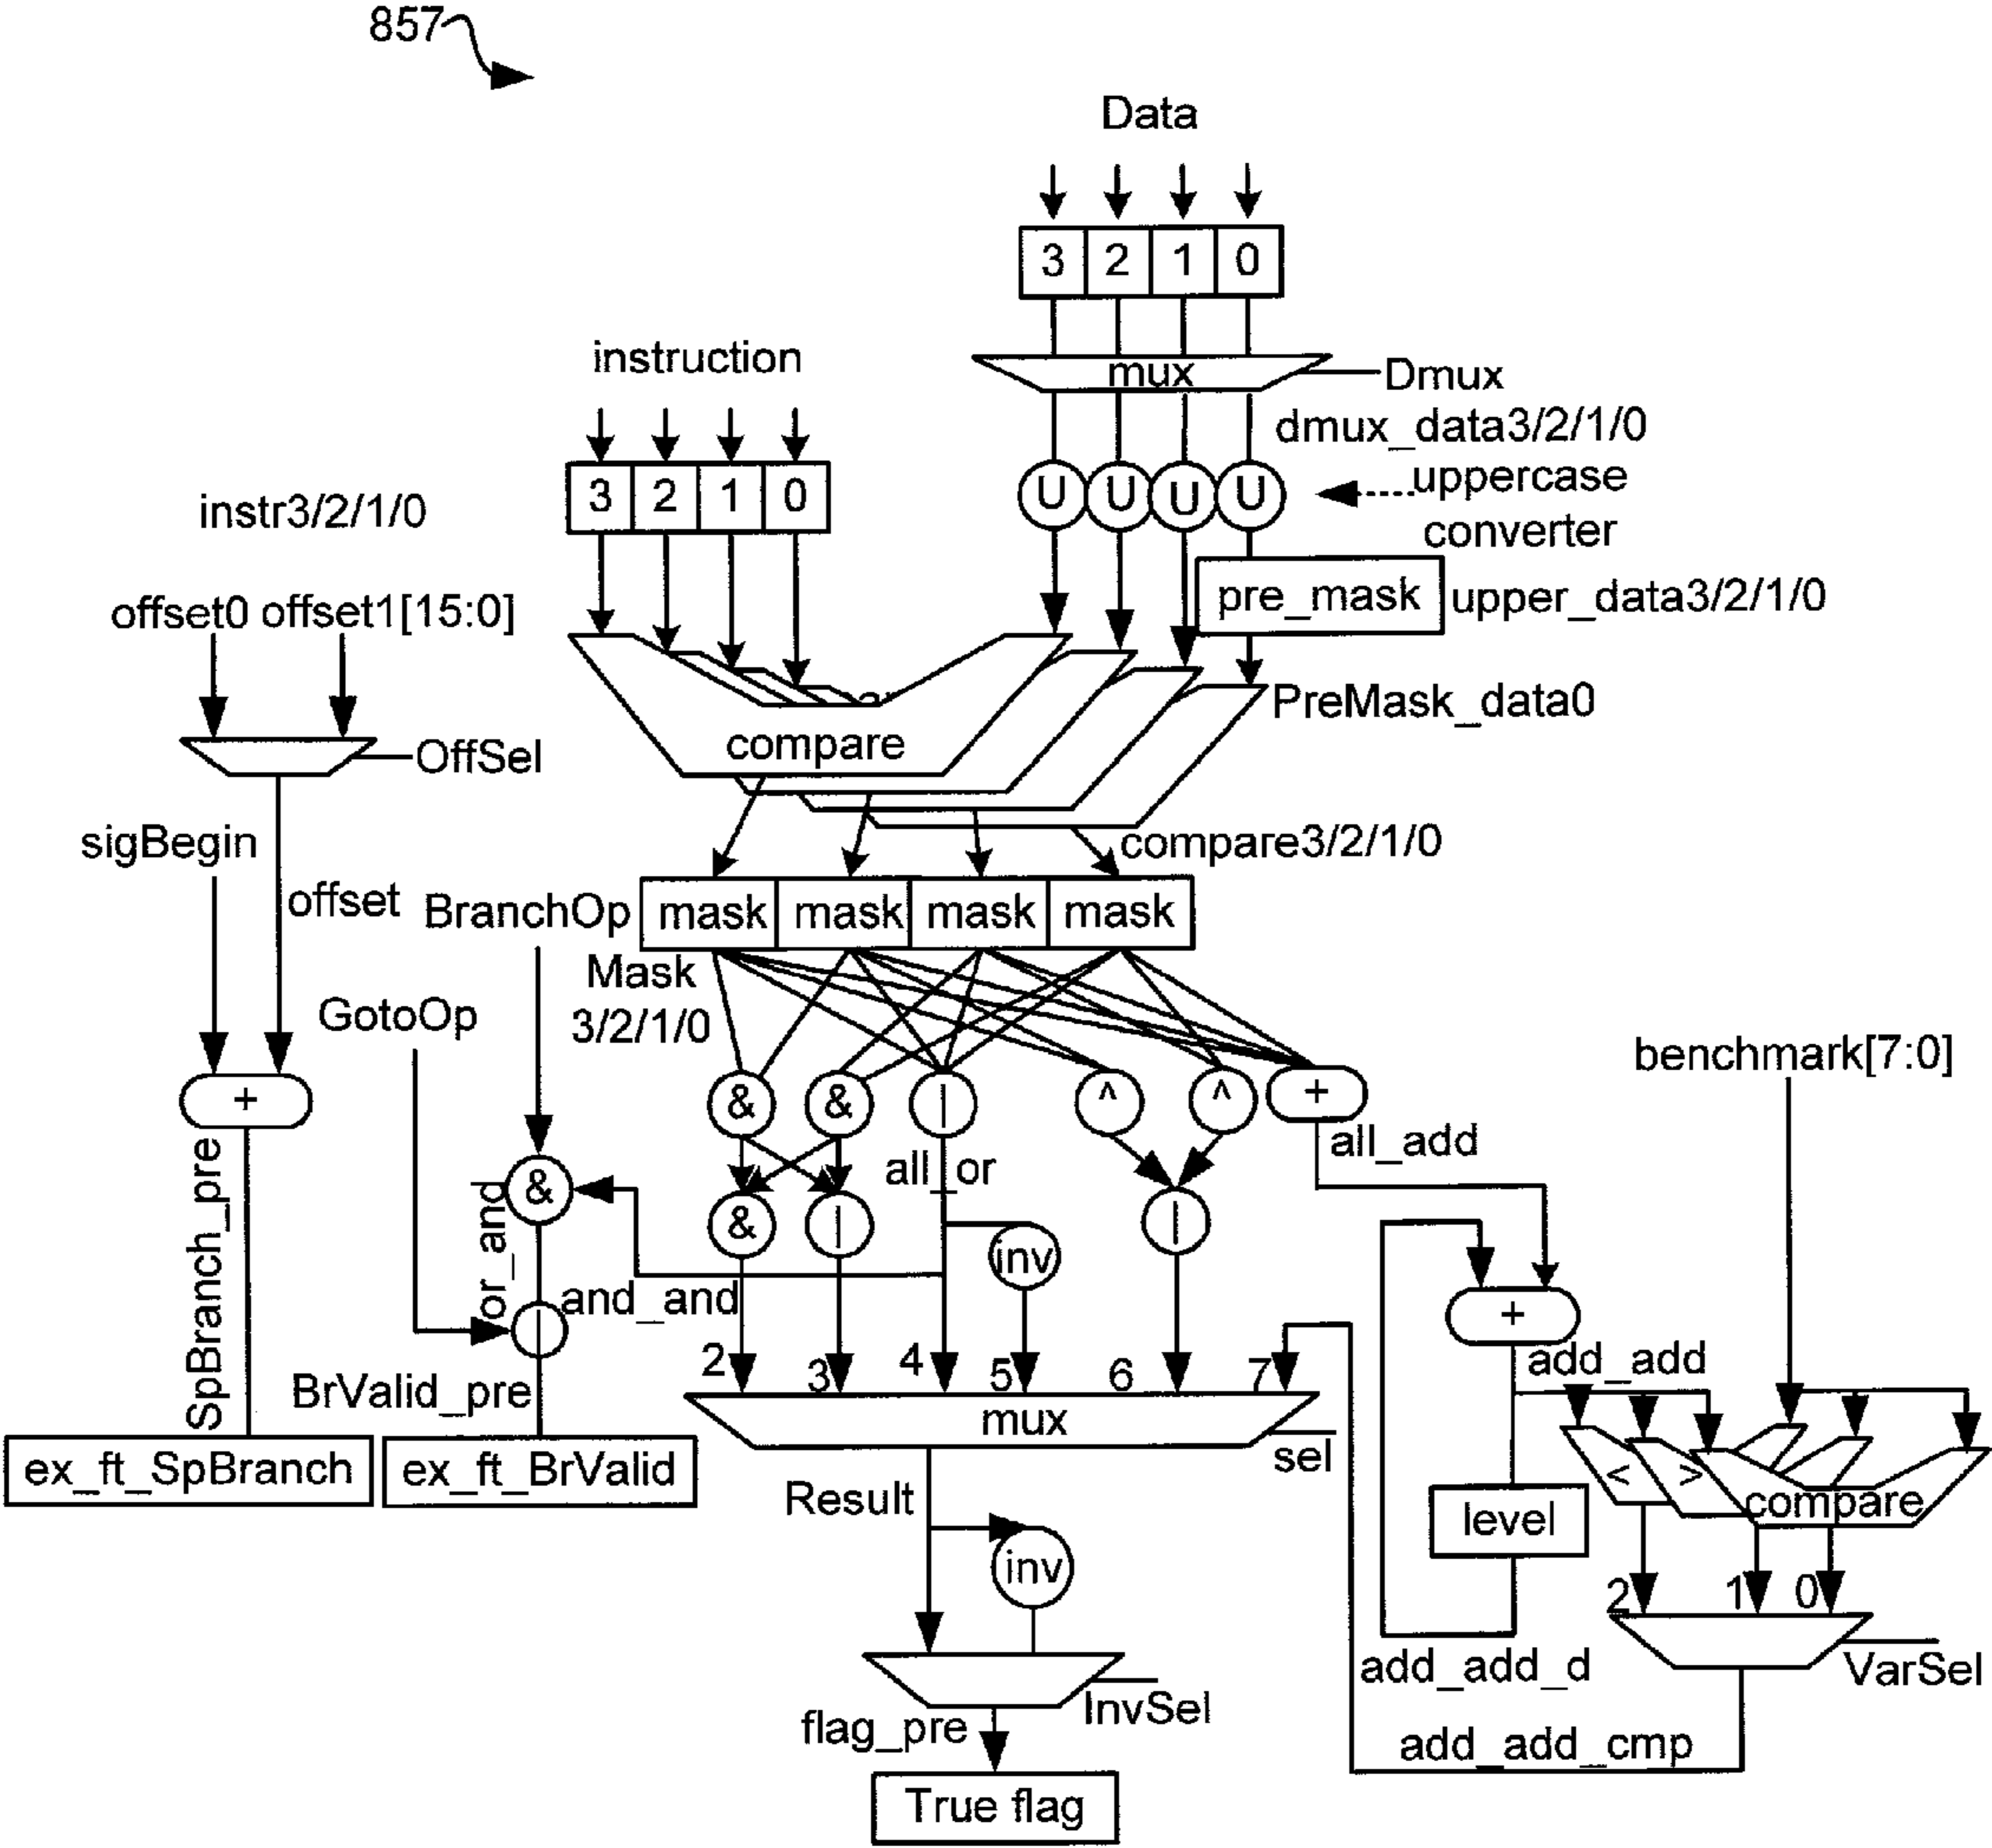 857
Data
3 2 1 0
instruction
mux
Dmux
dmux_data3/2/1/0
3 2 1 0
U U U U
uppercase
converter
instr3/2/1/0
offset0 offset1[15:0]
pre_mask
upper_data3/2/1/0
PreMask_data0
compare
OffSel
sigBegin
compare3/2/1/0
offset
BranchOp
mask mask mask mask
Mask
3/2/1/0
GotoOp
benchmark[7:0]
+
& & | ^ ^ +
all_add
SpBranch_pre
or_and
&
all_or
& | |
inv
and_and
|
+
add_add
2 3 4 5 6 7
BrValid_pre
mux
sel
< >
compare
ex_ft_SpBranch
ex_ft_BrValid
Result
level
inv
2 1 0
add_add_d
VarSel
InvSel
flag_pre
add_add_cmp
True flag